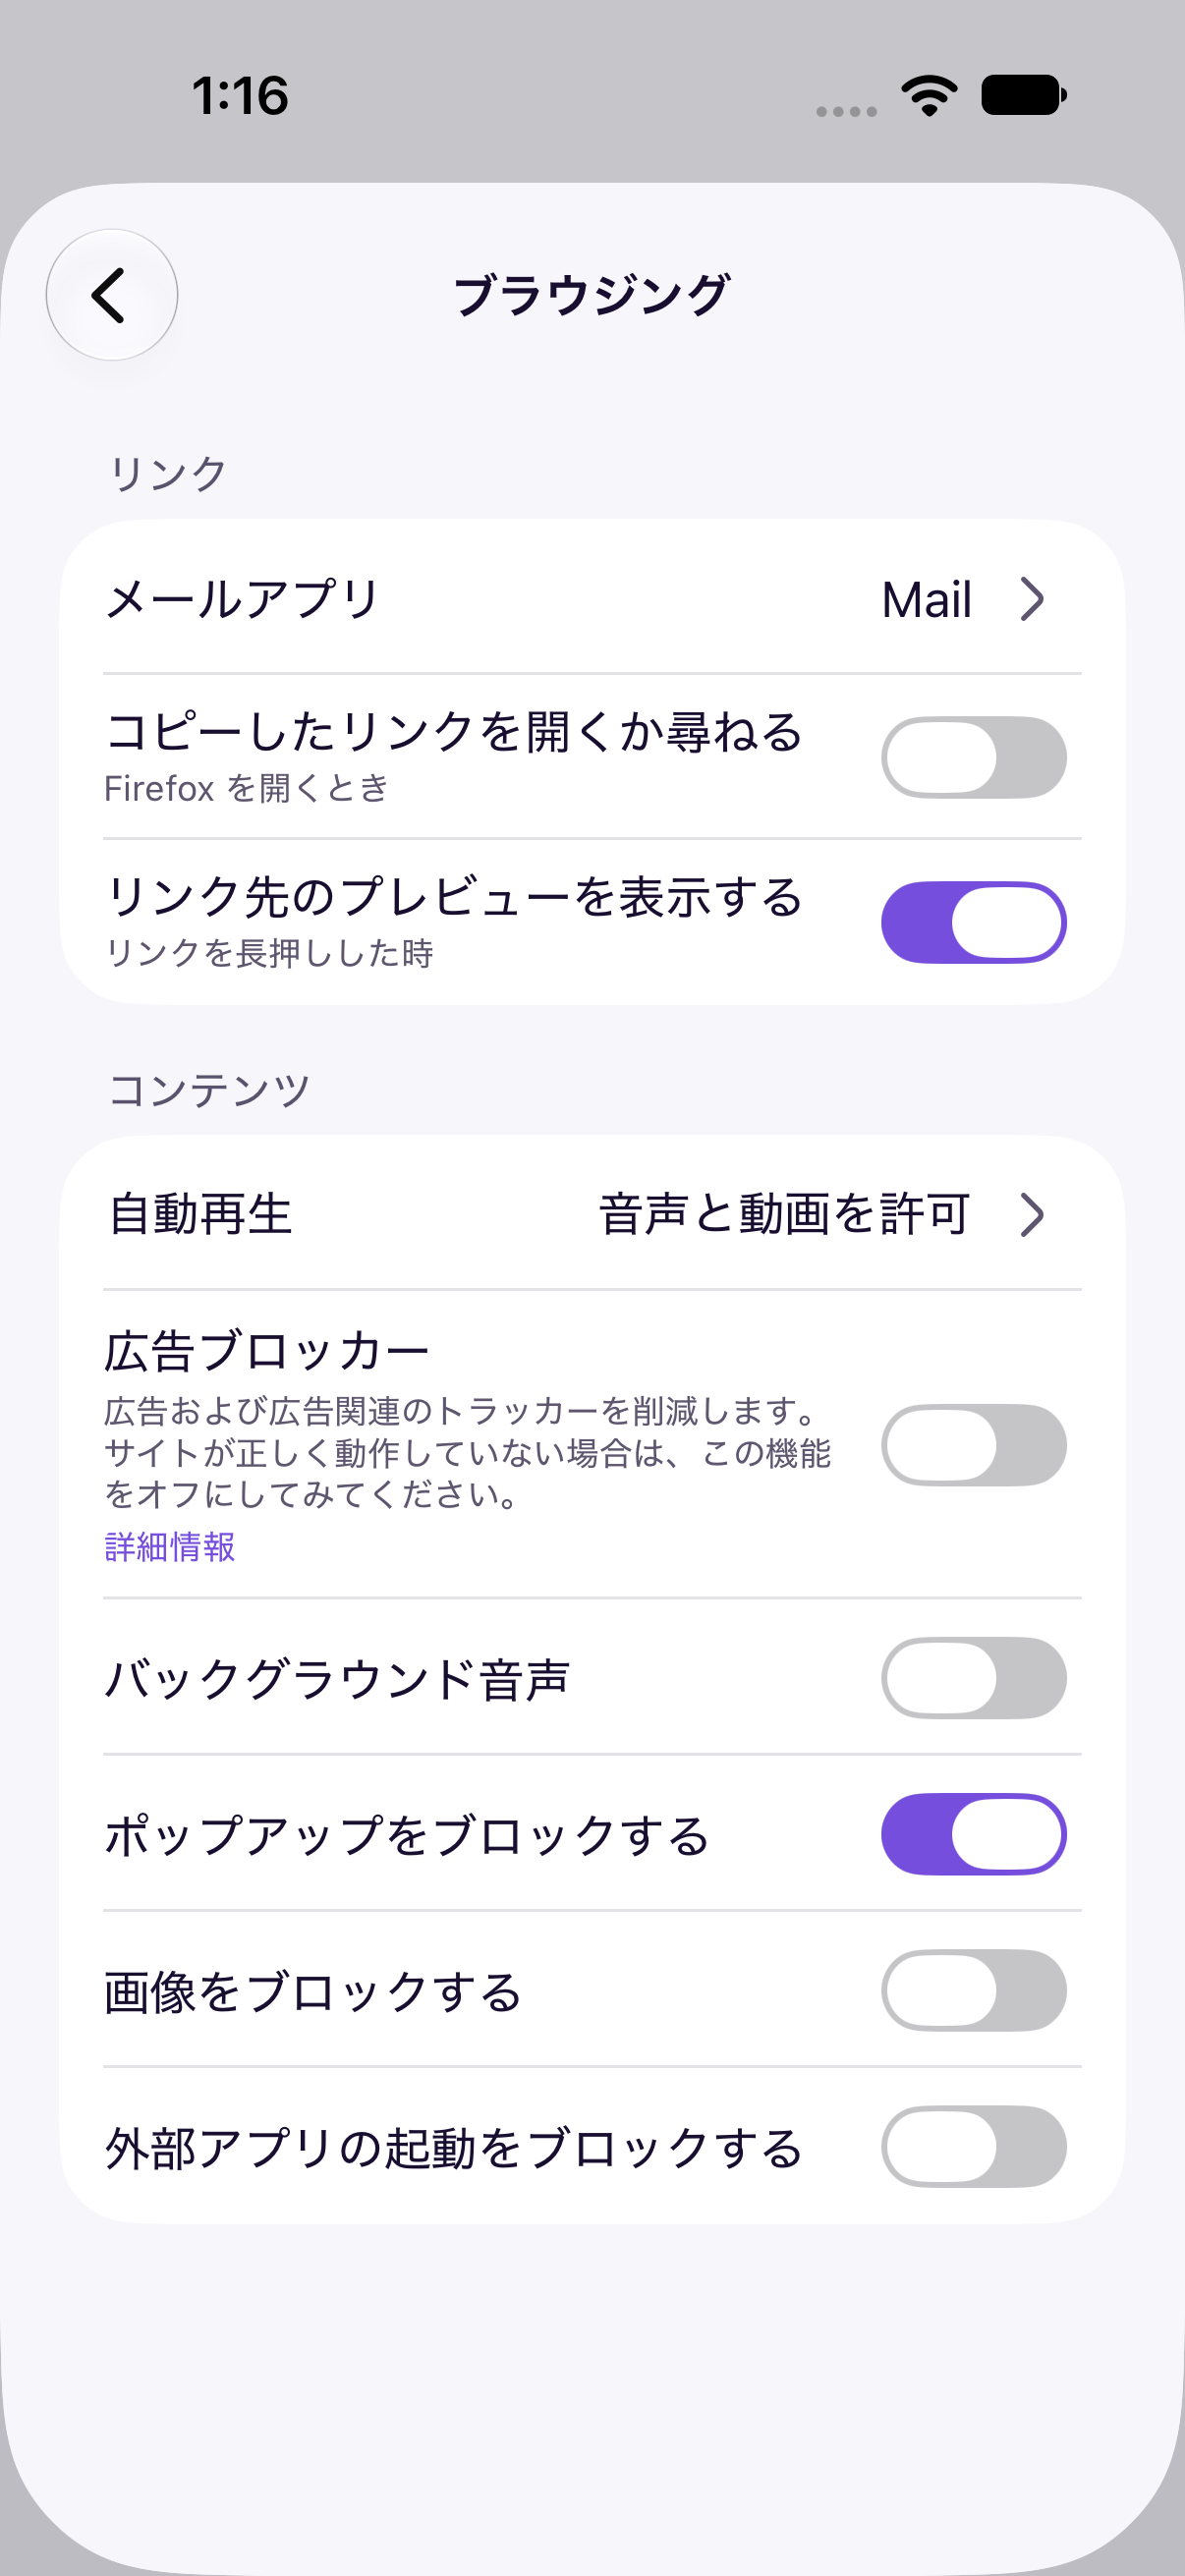 1:16
ブラウジング
リンク
メールアプリ
Mail
コピーしたリンクを開くか尋ねる
Firefox を開くとき
リンク先のプレビューを表示する
リンクを長押しした時
コンテンツ
自動再生
音声と動画を許可
広告ブロッカー
広告および広告関連のトラッカーを削減します。
サイトが正しく動作していない場合は、この機能
をオフにしてみてください。
詳細情報
バックグラウンド音声
ポップアップをブロックする
画像をブロックする
外部アプリの起動をブロックする